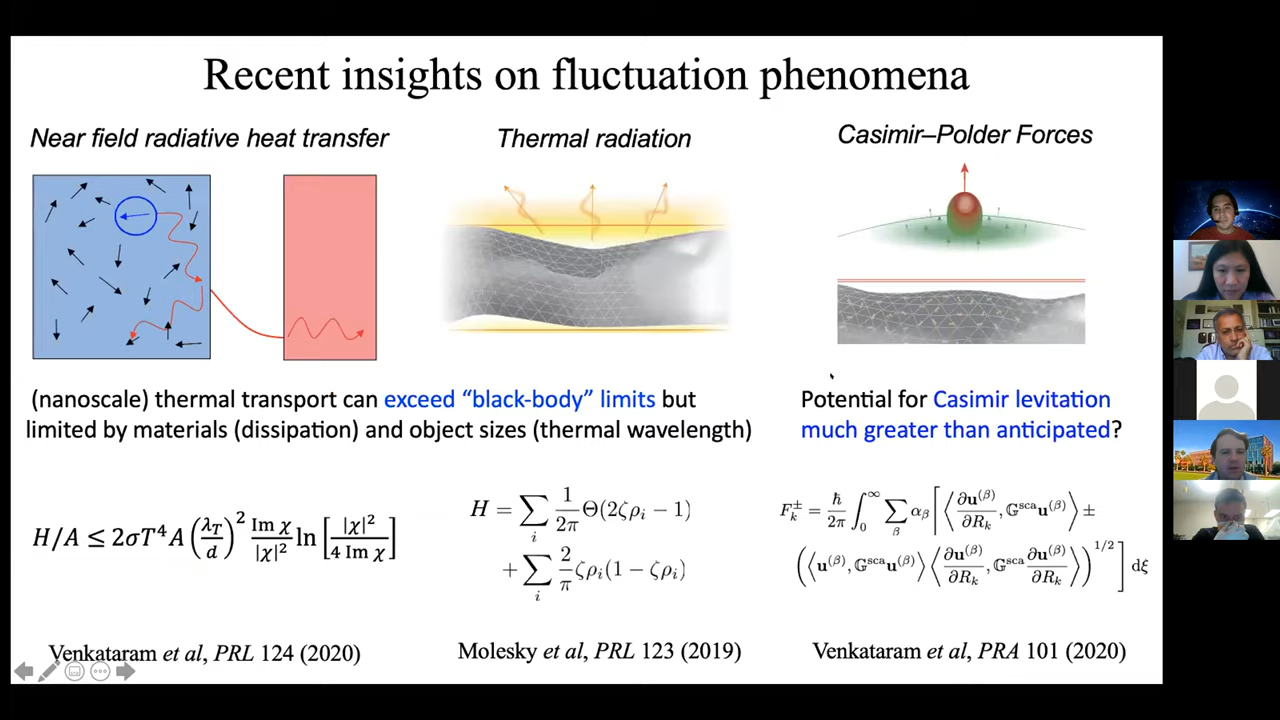 Recent insights on fluctuation phenomena
Near field radiative heat transfer
Thermal radiation
Casimir–Polder Forces
(nanoscale) thermal transport can exceed “black-body” limits but
limited by materials (dissipation) and object sizes (thermal wavelength)
Potential for Casimir levitation
much greater than anticipated?
H/A ≤ 2σT⁴A (λ_T/d)² Im χ/|χ|² ln [|χ|²/4 Im χ]
H = ∑_i 1/2π Θ(2ζρ_i − 1)
+ ∑_i 2/π ζρ_i(1 − ζρ_i)
F_k^± = ℏ/2π ∫_0^∞ ∑_β α_β [⟨∂u^(β)/∂R_k, 𝔾^sca u^(β)⟩ ±
(⟨u^(β), 𝔾^sca u^(β)⟩ ⟨∂u^(β)/∂R_k, 𝔾^sca ∂u^(β)/∂R_k⟩)^1/2] dξ
Venkataram et al, PRL 124 (2020)
Molesky et al, PRL 123 (2019)
Venkataram et al, PRA 101 (2020)